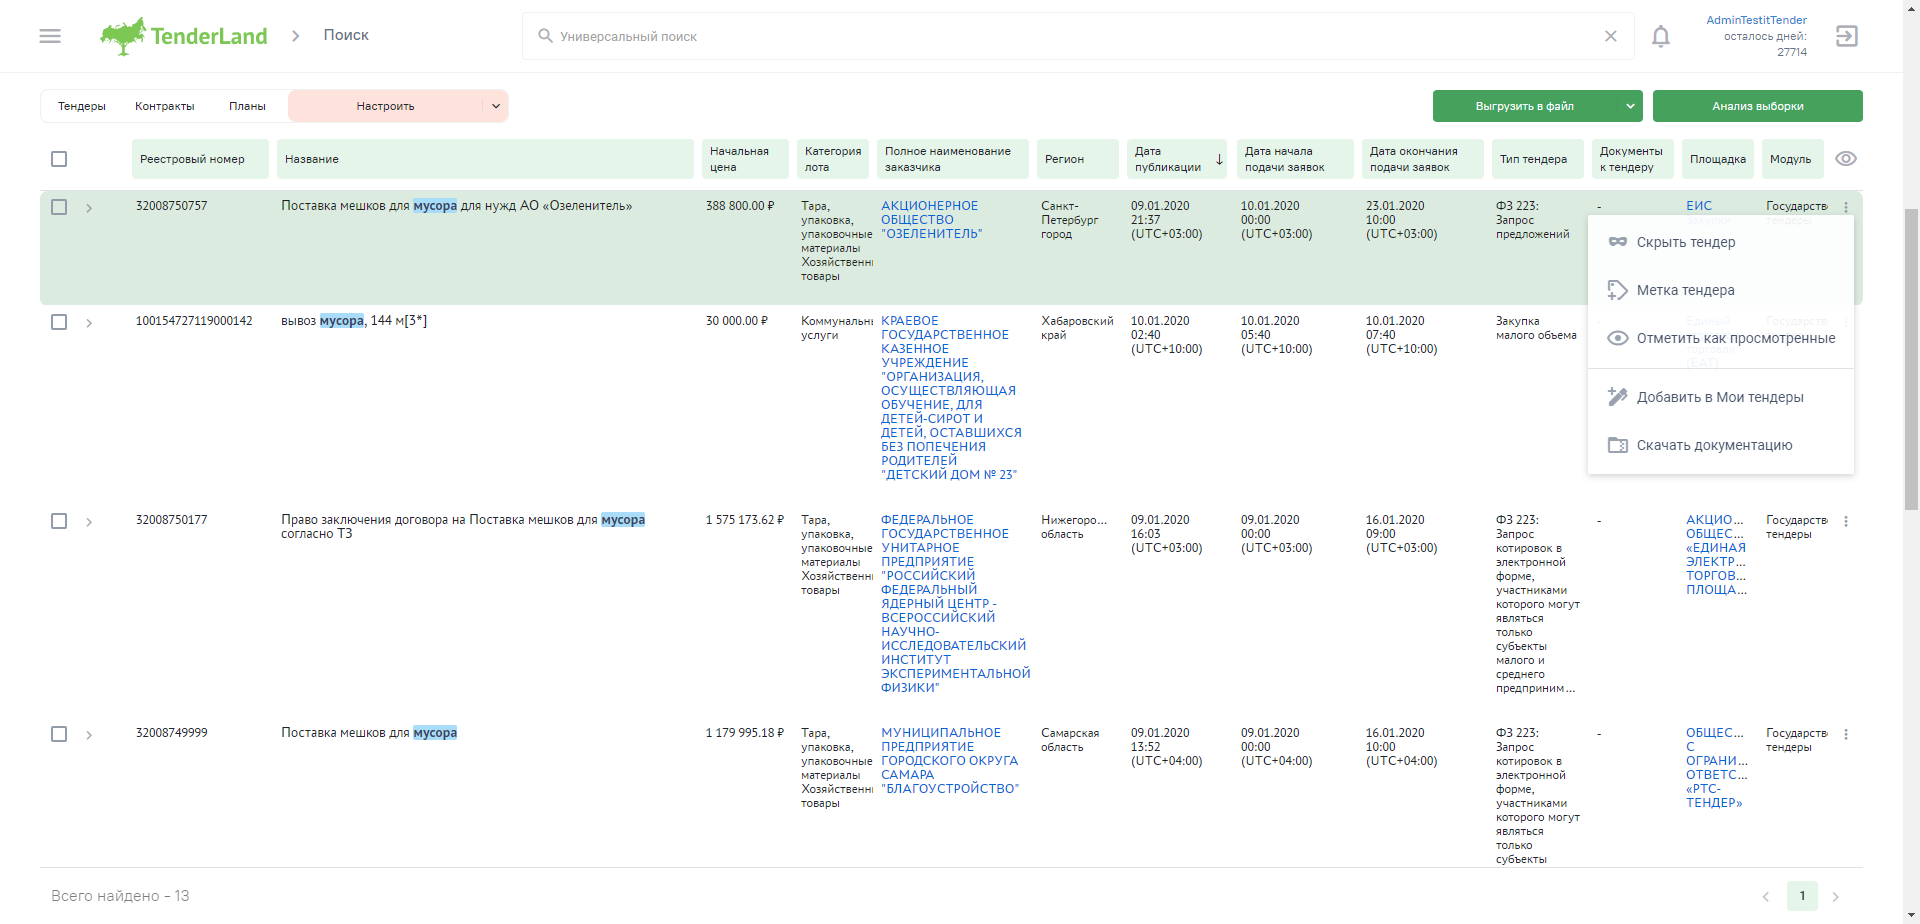 TenderLand
Поиск
Универсальный поиск
AdminTestitTender
осталось дней:
27714
Тендеры
Контракты
Планы
Настроить
Выгрузить в файл
Анализ выборки
Реестровый номер
Название
Начальная
цена
Категория
лота
Полное наименование
заказчика
Регион
Дата
публикации
Дата начала
подачи заявок
Дата окончания
подачи заявок
Тип тендера
Документы
к тендеру
Площадка
Модуль
32008750757
Поставка мешков для мусора для нужд АО «Озеленитель»
388 800.00 ₽
Тара,
упаковка,
упаковочные
материалы
Хозяйственн
товары
АКЦИОНЕРНОЕ
ОБЩЕСТВО
"ОЗЕЛЕНИТЕЛЬ"
Санкт-
Петербург
город
09.01.2020
21:37
(UTC+03:00)
10.01.2020
00:00
(UTC+03:00)
23.01.2020
10:00
(UTC+03:00)
ФЗ 223:
Запрос
предложений
-
ЕИС
Государств
Скрыть тендер
Метка тендера
Отметить как просмотренные
Добавить в Мои тендеры
Скачать документацию
100154727119000142
вывоз мусора, 144 м[3*]
30 000.00 ₽
Коммунальн
услуги
КРАЕВОЕ
ГОСУДАРСТВЕННОЕ
КАЗЕННОЕ
УЧРЕЖДЕНИЕ
"ОРГАНИЗАЦИЯ,
ОСУЩЕСТВЛЯЮЩАЯ
ОБУЧЕНИЕ, ДЛЯ
ДЕТЕЙ-СИРОТ И
ДЕТЕЙ, ОСТАВШИХСЯ
БЕЗ ПОПЕЧЕНИЯ
РОДИТЕЛЕЙ
"ДЕТСКИЙ ДОМ № 23"
Хабаровский
край
10.01.2020
02:40
(UTC+10:00)
10.01.2020
05:40
(UTC+10:00)
10.01.2020
07:40
(UTC+10:00)
Закупка
малого объема
32008750177
Право заключения договора на Поставка мешков для мусора
согласно ТЗ
1 575 173.62 ₽
Тара,
упаковка,
упаковочные
материалы
Хозяйственн
товары
ФЕДЕРАЛЬНОЕ
ГОСУДАРСТВЕННОЕ
УНИТАРНОЕ
ПРЕДПРИЯТИЕ
"РОССИЙСКИЙ
ФЕДЕРАЛЬНЫЙ
ЯДЕРНЫЙ ЦЕНТР -
ВСЕРОССИЙСКИЙ
НАУЧНО-
ИССЛЕДОВАТЕЛЬСКИЙ
ИНСТИТУТ
ЭКСПЕРИМЕНТАЛЬНОЙ
ФИЗИКИ"
Нижегоро...
область
09.01.2020
16:03
(UTC+03:00)
09.01.2020
00:00
(UTC+03:00)
16.01.2020
09:00
(UTC+03:00)
ФЗ 223:
Запрос
котировок в
электронной
форме,
участниками
которого могут
являться
только
субъекты
малого и
среднего
предприним...
-
АКЦИО...
ОБЩЕС...
«ЕДИНАЯ
ЭЛЕКТР...
ТОРГОВ...
ПЛОЩА...
Государств
тендеры
32008749999
Поставка мешков для мусора
1 179 995.18 ₽
Тара,
упаковка,
упаковочные
материалы
Хозяйственн
товары
МУНИЦИПАЛЬНОЕ
ПРЕДПРИЯТИЕ
ГОРОДСКОГО ОКРУГА
САМАРА
"БЛАГОУСТРОЙСТВО"
Самарская
область
09.01.2020
13:52
(UTC+04:00)
09.01.2020
00:00
(UTC+04:00)
16.01.2020
10:00
(UTC+04:00)
ФЗ 223:
Запрос
котировок в
электронной
форме,
участниками
которого могут
являться
только
субъекты
-
ОБЩЕС...
С
ОГРАНИ...
ОТВЕТС...
«РТС-
ТЕНДЕР»
Государств
тендеры
Всего найдено - 13
1